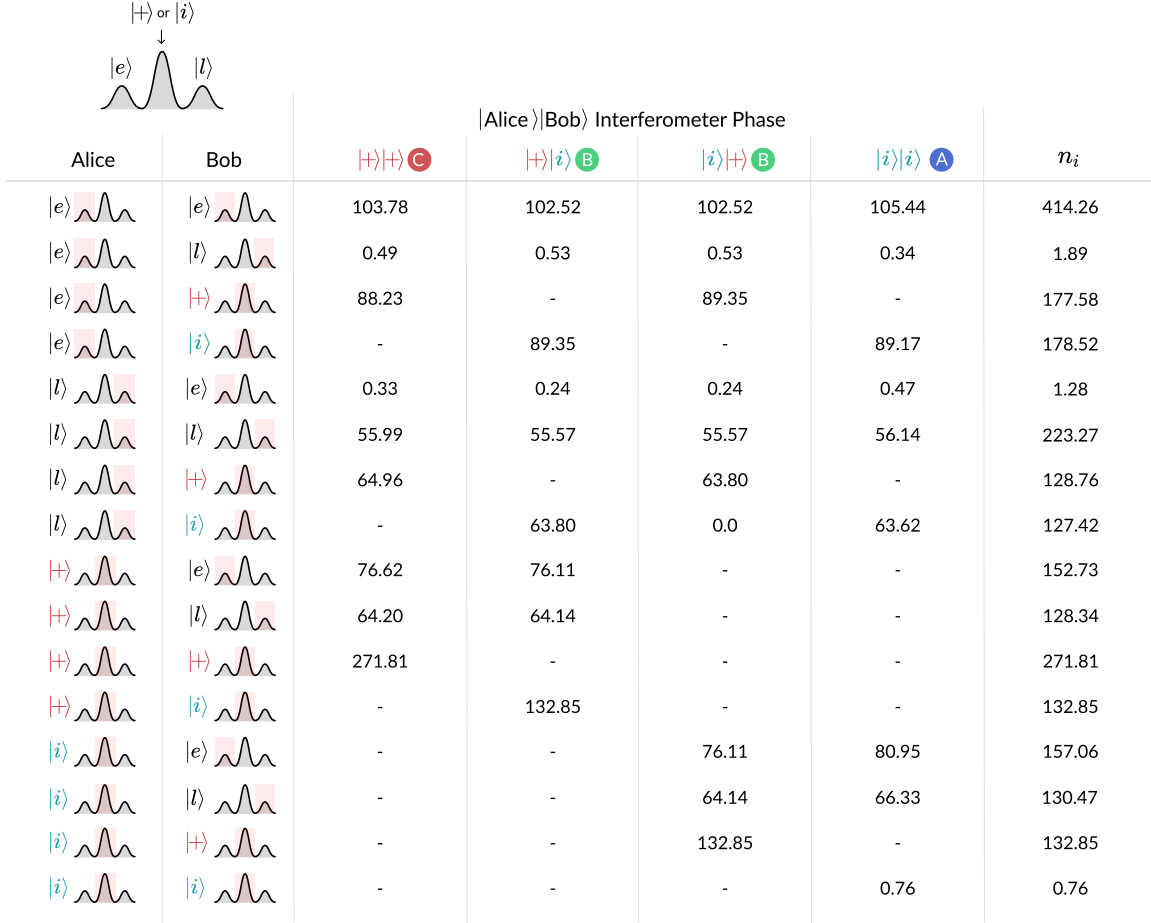 |+⟩ or |i⟩
↓
|e⟩ |l⟩
|Alice⟩|Bob⟩ Interferometer Phase
Alice Bob |+⟩|+⟩ C |+⟩|i⟩ B |i⟩|+⟩ B |i⟩|i⟩ A nᵢ
|e⟩ |e⟩ 103.78 102.52 102.52 105.44 414.26
|e⟩ |l⟩ 0.49 0.53 0.53 0.34 1.89
|e⟩ |+⟩ 88.23 - 89.35 - 177.58
|e⟩ |i⟩ - 89.35 - 89.17 178.52
|l⟩ |e⟩ 0.33 0.24 0.24 0.47 1.28
|l⟩ |l⟩ 55.99 55.57 55.57 56.14 223.27
|l⟩ |+⟩ 64.96 - 63.80 - 128.76
|l⟩ |i⟩ - 63.80 0.0 63.62 127.42
|+⟩ |e⟩ 76.62 76.11 - - 152.73
|+⟩ |l⟩ 64.20 64.14 - - 128.34
|+⟩ |+⟩ 271.81 - - - 271.81
|+⟩ |i⟩ - 132.85 - - 132.85
|i⟩ |e⟩ - - 76.11 80.95 157.06
|i⟩ |l⟩ - - 64.14 66.33 130.47
|i⟩ |+⟩ - - 132.85 - 132.85
|i⟩ |i⟩ - - - 0.76 0.76